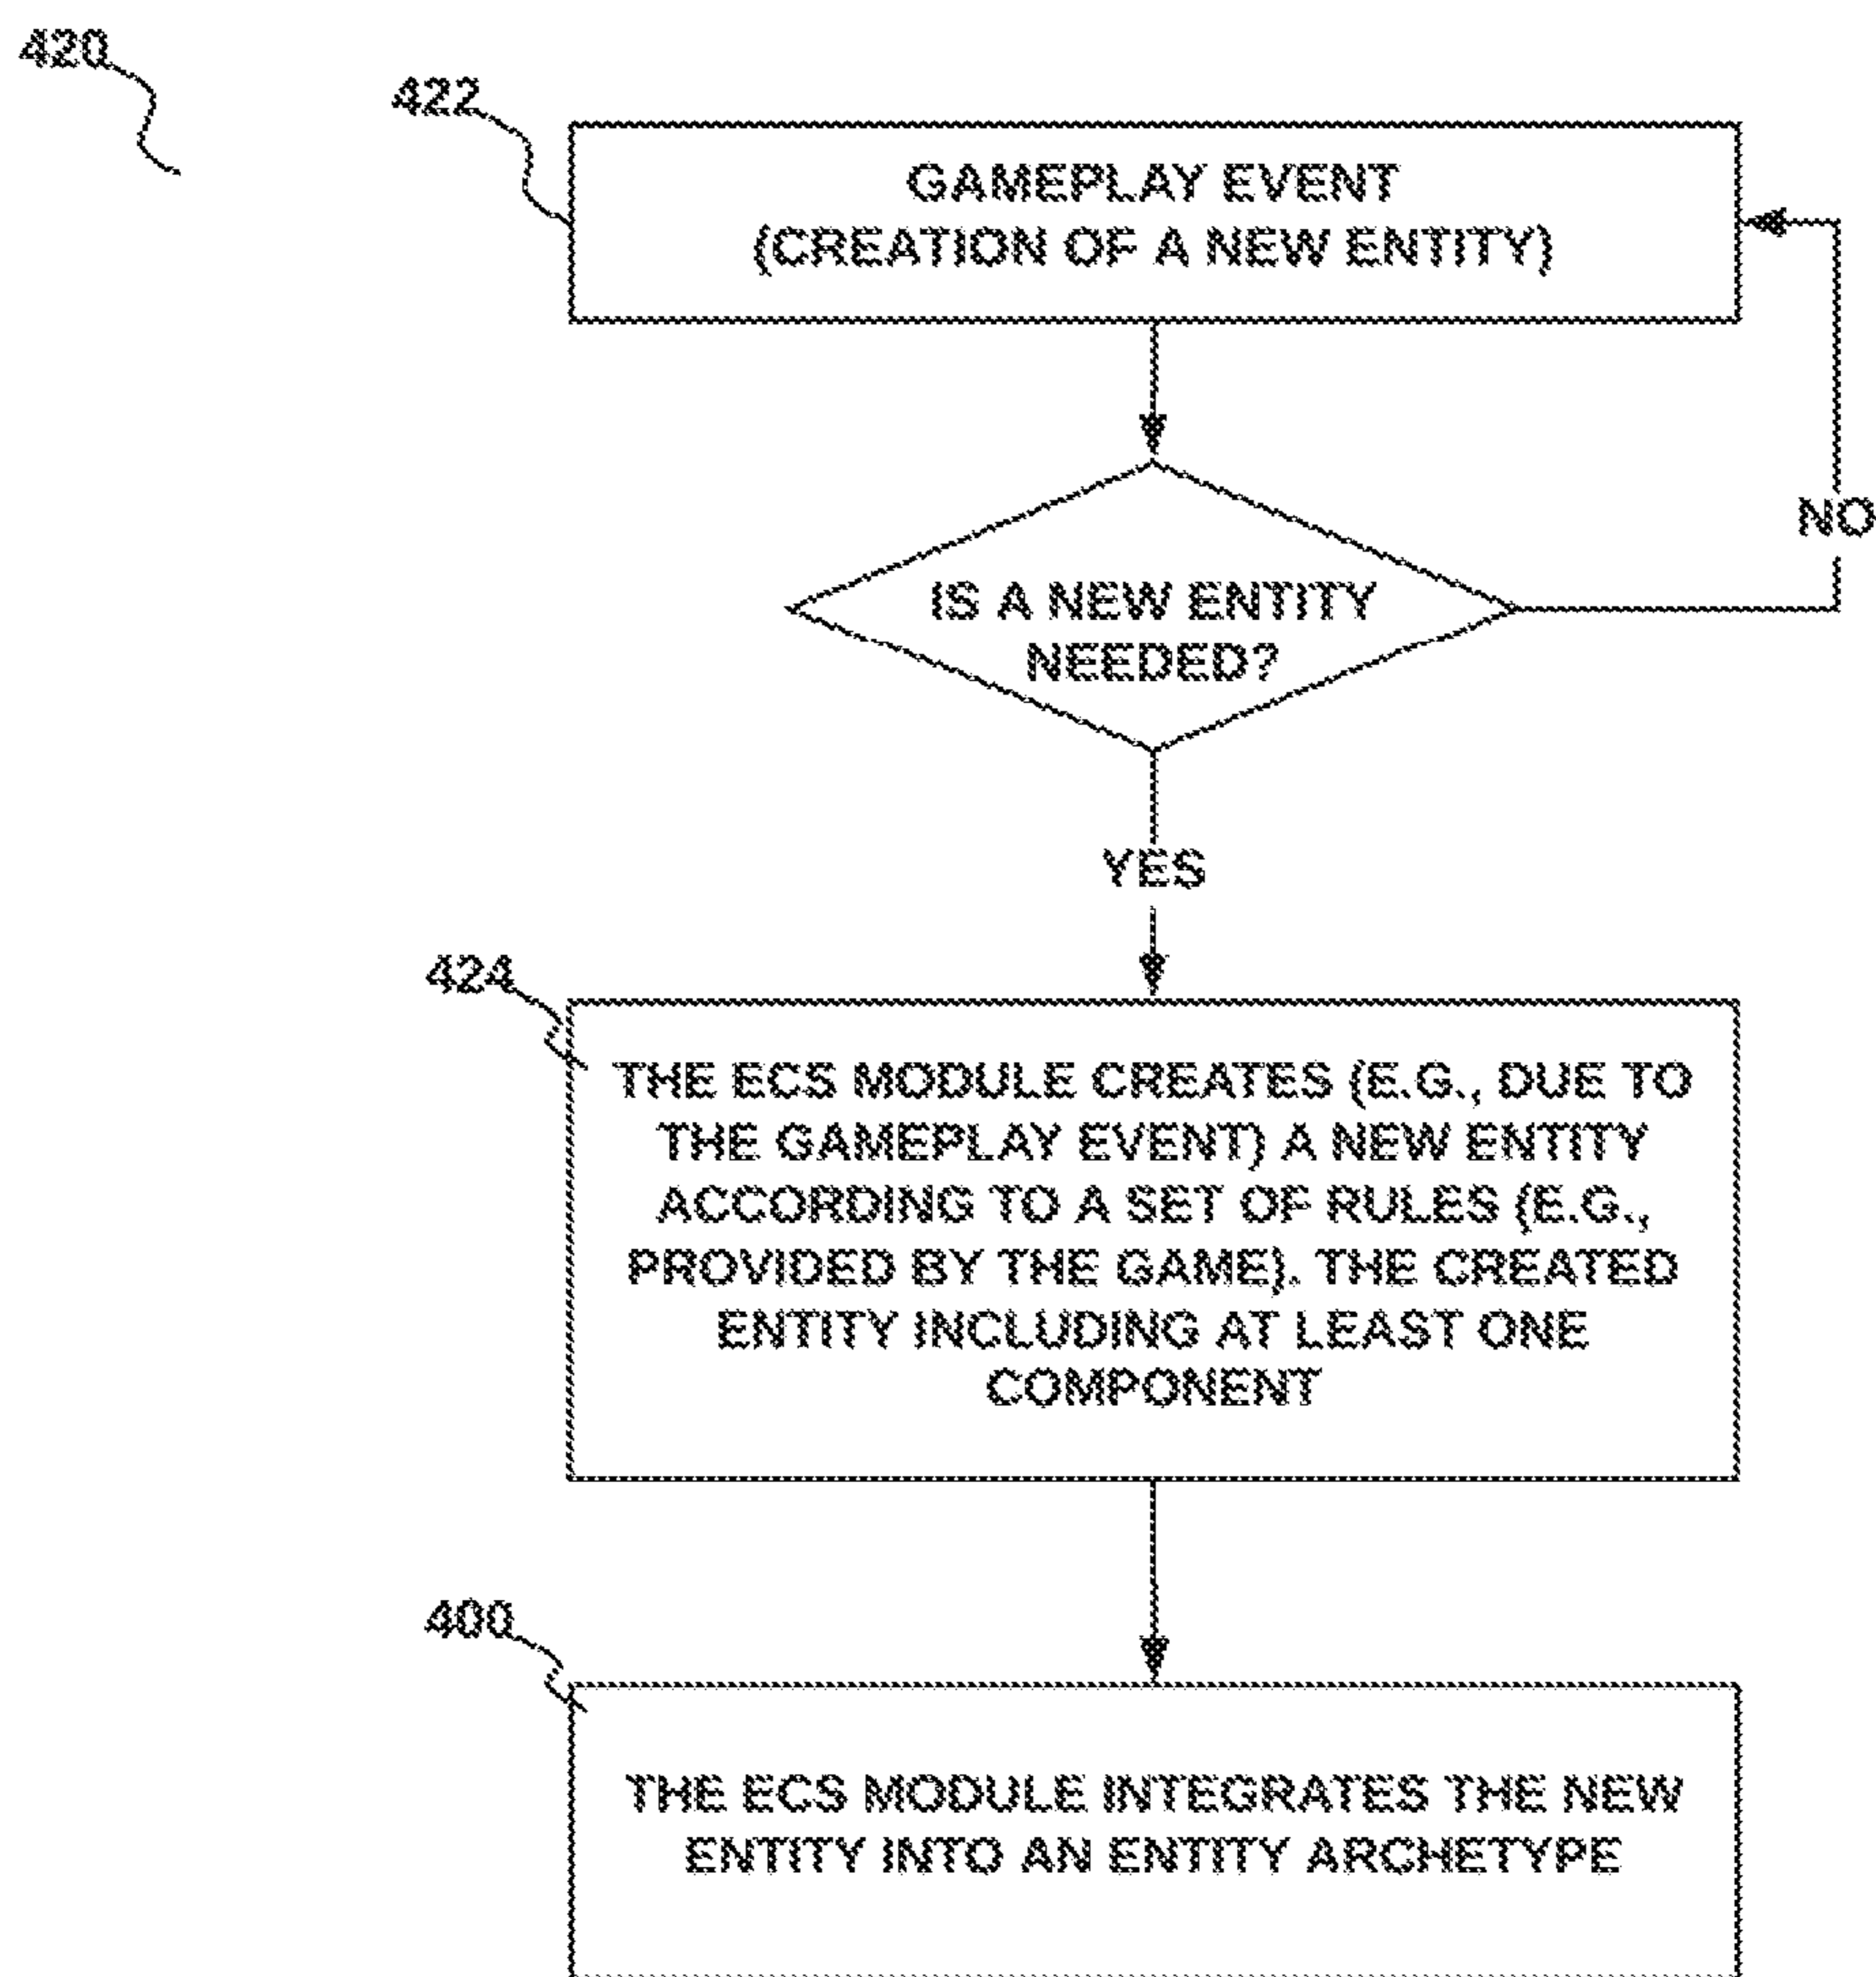 420
422
GAMEPLAY EVENT
(CREATION OF A NEW ENTITY)
NO
IS A NEW ENTITY
NEEDED?
YES
424
THE ECS MODULE CREATES (E.G., DUE TO
THE GAMEPLAY EVENT) A NEW ENTITY
ACCORDING TO A SET OF RULES (E.G.,
PROVIDED BY THE GAME). THE CREATED
ENTITY INCLUDING AT LEAST ONE
COMPONENT
400
THE ECS MODULE INTEGRATES THE NEW
ENTITY INTO AN ENTITY ARCHETYPE